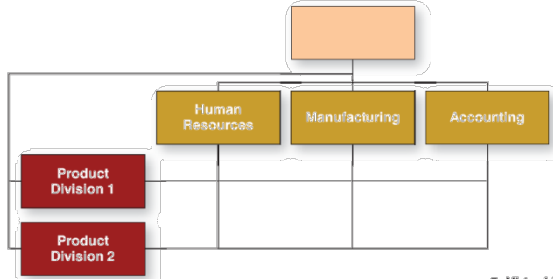 Human
Resources
Manufacturing
Accounting
Product
Division 1
Product
Division 2